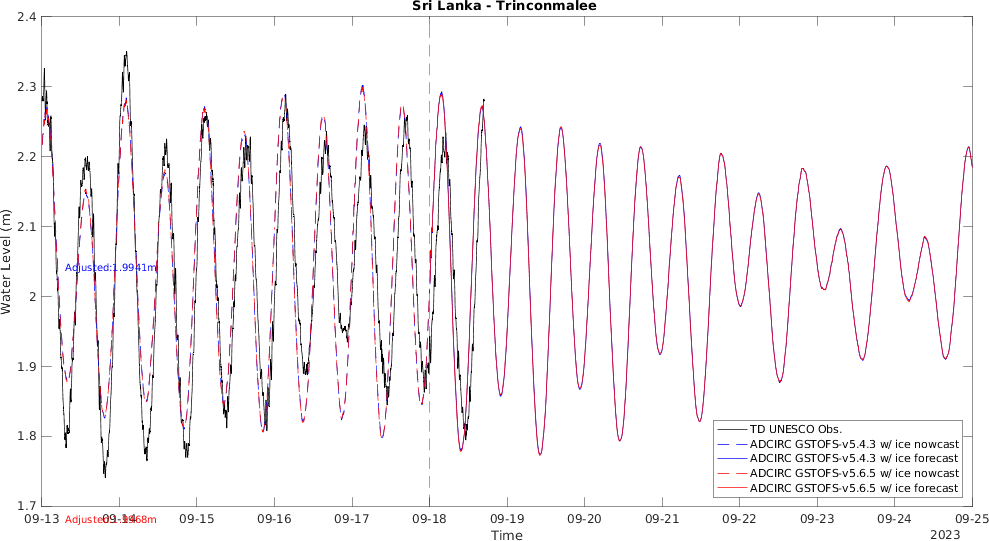 Sri Lanka - Trinconmalee
2.4
2.3
2.2
2.1
2
1.9
1.8
1.7
Water Level (m)
Adjusted:1.9941m
TD UNESCO Obs.
ADCIRC GSTOFS-v5.4.3 w/ ice nowcast
ADCIRC GSTOFS-v5.4.3 w/ ice forecast
ADCIRC GSTOFS-v5.6.5 w/ ice nowcast
ADCIRC GSTOFS-v5.6.5 w/ ice forecast
09-13 09-14 09-15 09-16 09-17 09-18 09-19 09-20 09-21 09-22 09-23 09-24 09-25
Time
2023